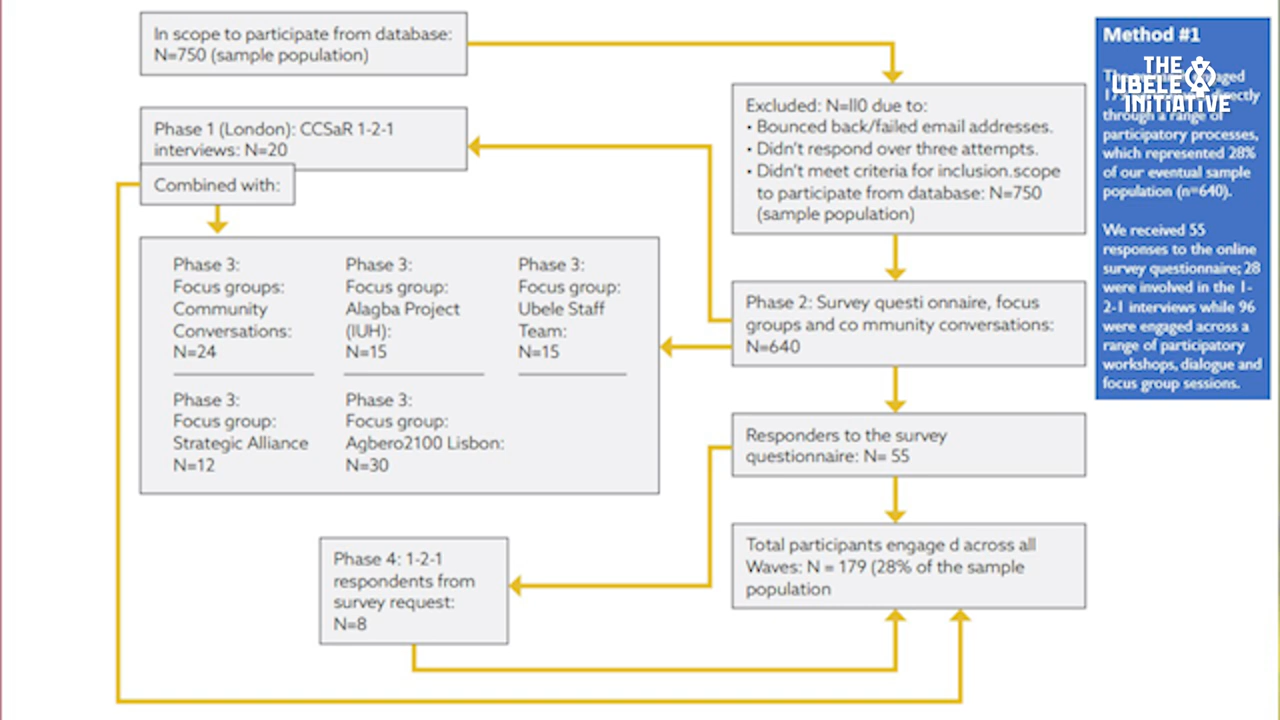 In scope to participate from database:
N=750 (sample population)
Phase 1 (London): CCSaR 1-2-1
interviews: N=20
Combined with:
Phase 3:
Focus groups:
Community
Conversations:
N=24
Phase 3:
Focus group:
Alagba Project
(IUH):
N=15
Phase 3:
Focus group:
Ubele Staff
Team:
N=15
Phase 3:
Focus group:
Strategic Alliance
N=12
Phase 3:
Focus group:
Agbero2100 Lisbon:
N=30
Phase 4: 1-2-1
respondents from
survey request:
N=8
Excluded: N=ll0 due to:
• Bounced back/failed email addresses.
• Didn't respond over three attempts.
• Didn't meet criteria for inclusion.scope
to participate from database: N=750
(sample population)
Phase 2: Survey questi onnaire, focus
groups and co mmunity conversations:
N=640
Responders to the survey
questionnaire: N= 55
Total participants engage d across all
Waves: N = 179 (28% of the sample
population
Method #1
THE
UBELE
INITIATIVE
directly
through a range of
participatory processes,
which represented 28%
of our eventual sample
population (n=640).
We received 55
responses to the online
survey questionnaire; 28
were involved in the 1-
2-1 interviews while 96
were engaged across a
range of participatory
workshops, dialogue and
focus group sessions.